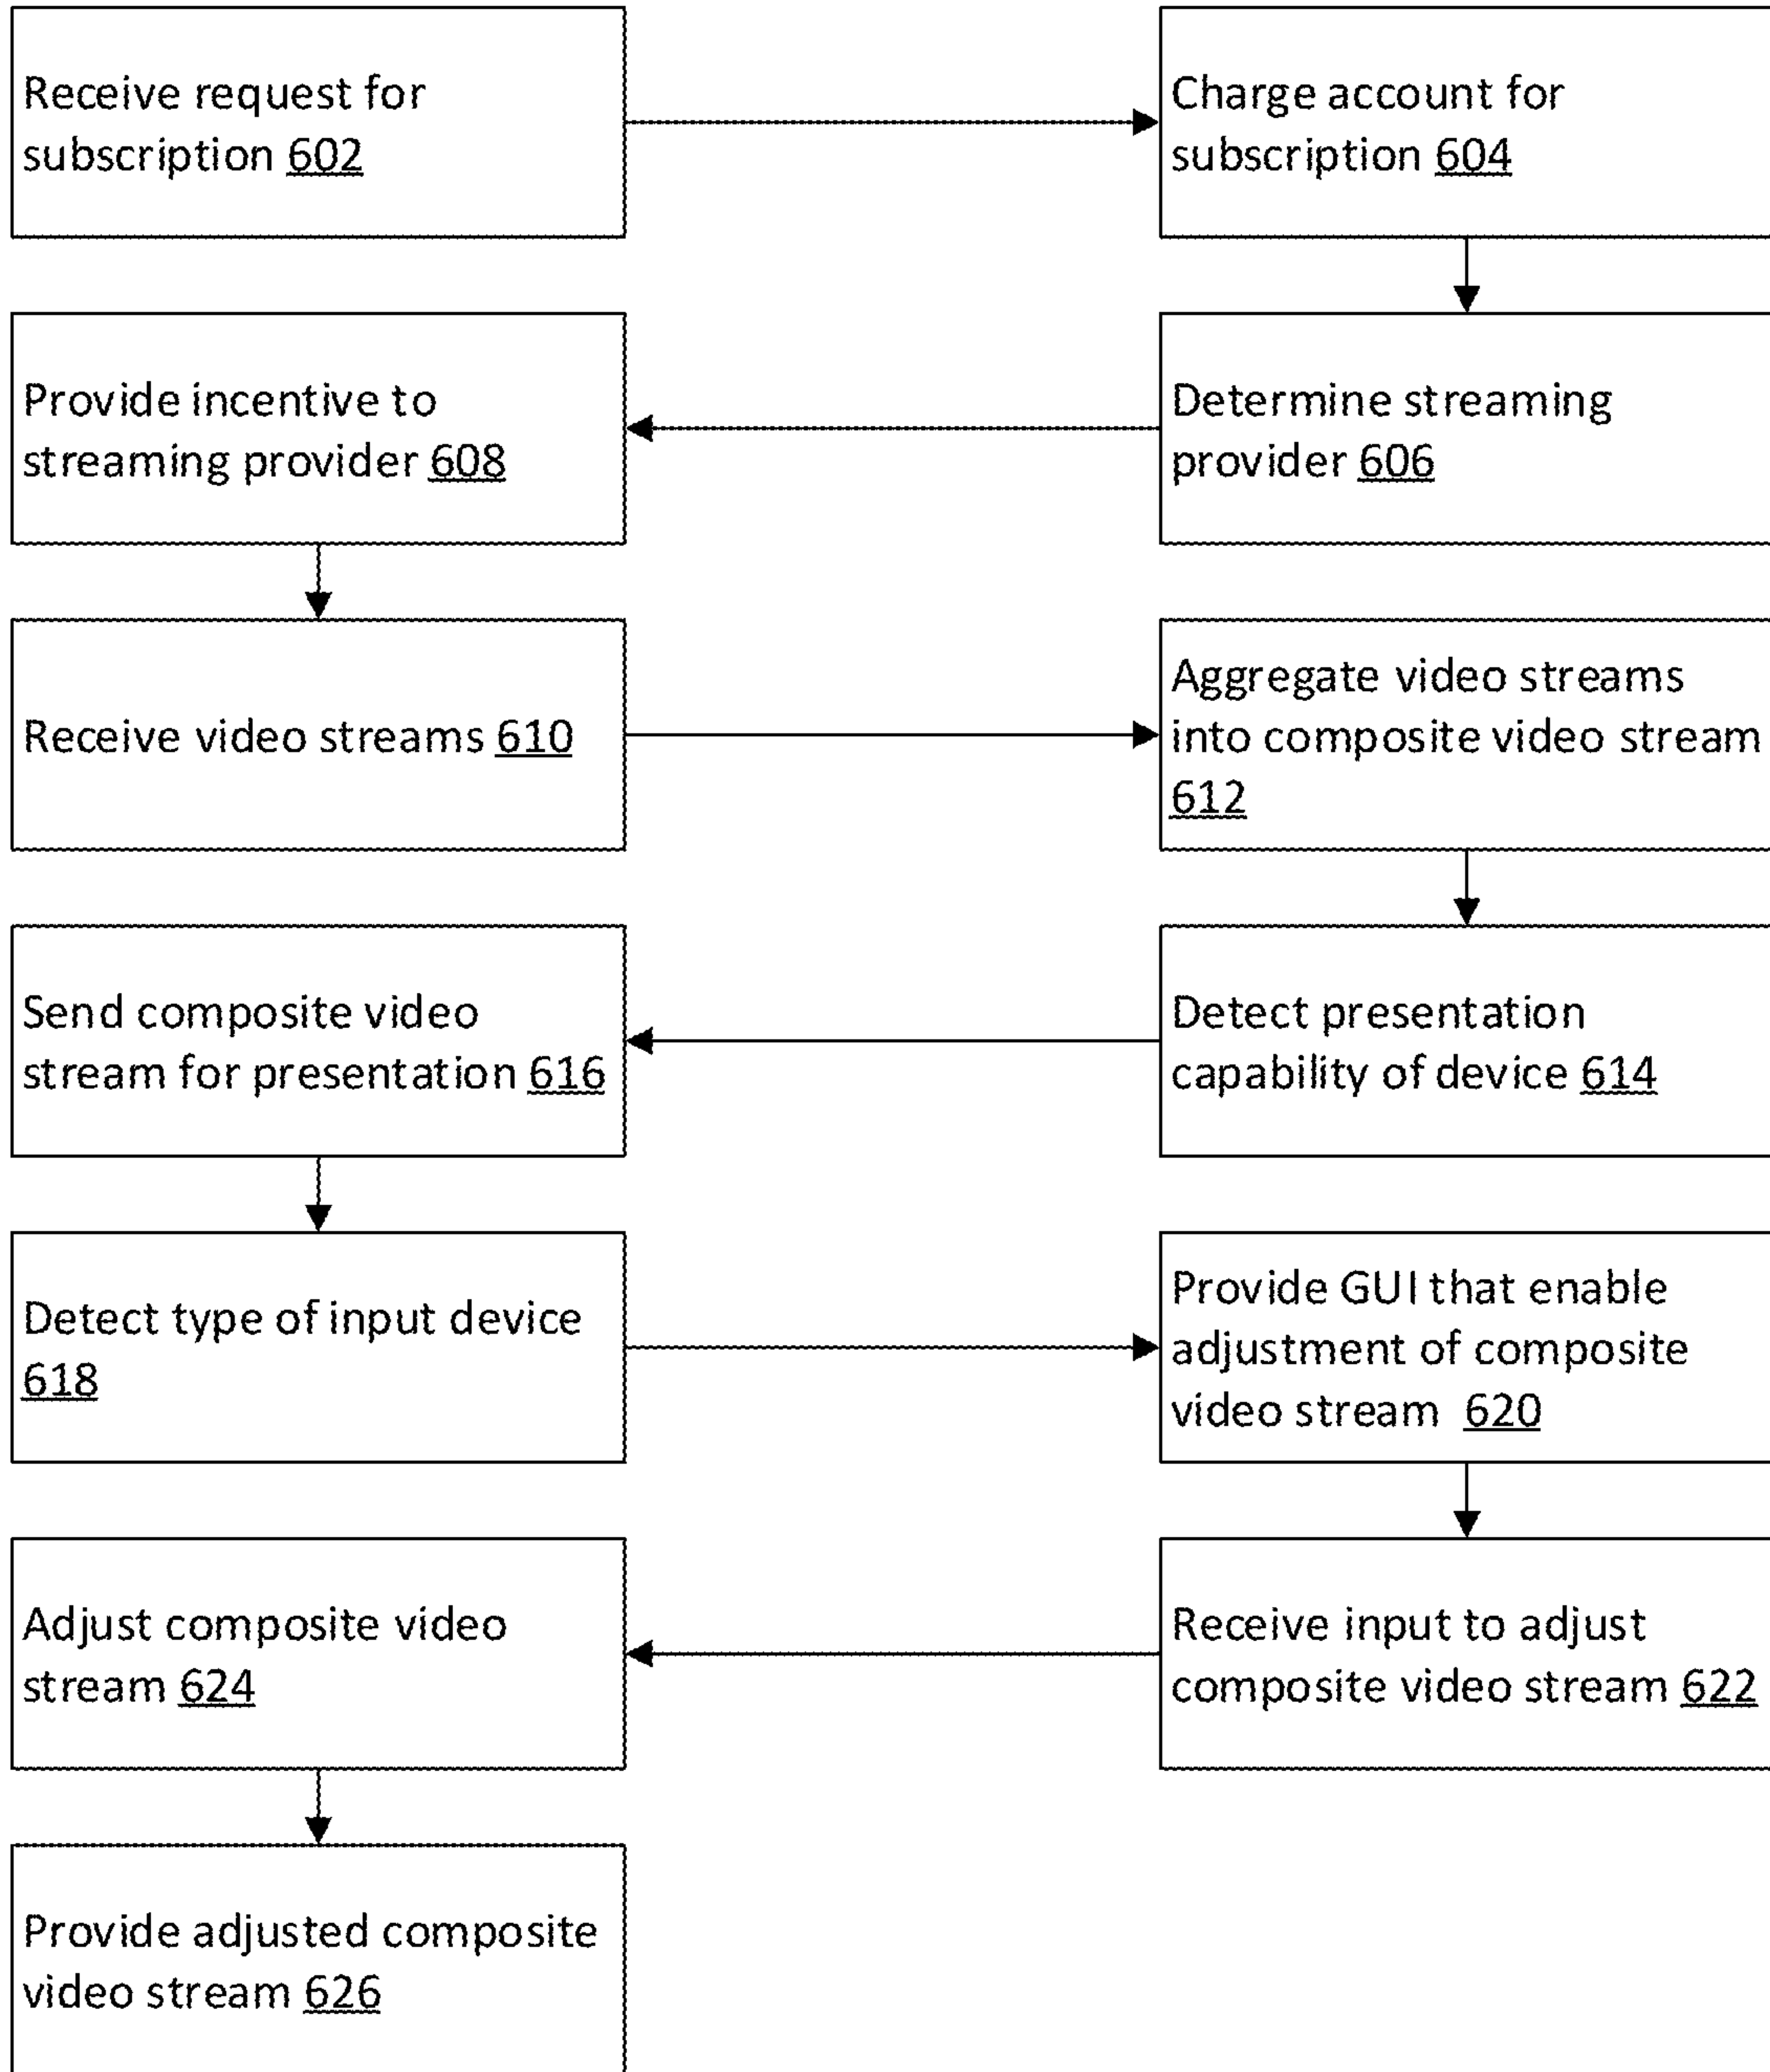 Receive request for
subscription 602
Charge account for
subscription 604
Determine streaming
provider 606
Provide incentive to
streaming provider 608
Receive video streams 610
Aggregate video streams
into composite video stream
612
Detect presentation
capability of device 614
Send composite video
stream for presentation 616
Detect type of input device
618
Provide GUI that enable
adjustment of composite
video stream 620
Receive input to adjust
composite video stream 622
Adjust composite video
stream 624
Provide adjusted composite
video stream 626